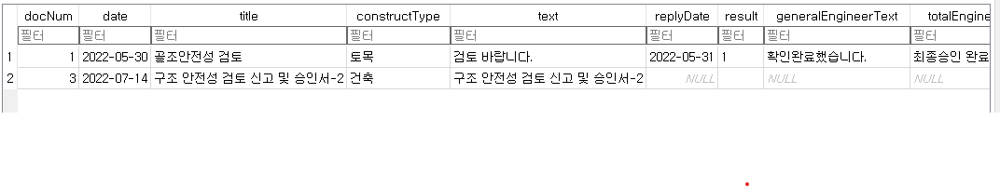 docNum date title constructType text replyDate result generalEngineerText totalEngine
필터 필터 필터 필터 필터 필터 필터 필터 필터
1 1 2022-05-30 골조안전성 검토 토목 검토 바랍니다. 2022-05-31 1 확인완료했습니다. 최종승인 완료
2 3 2022-07-14 구조 안전성 검토 신고 및 승인서-2 건축 구조 안전성 검토 신고 및 승인서-2 NULL NULL NULL